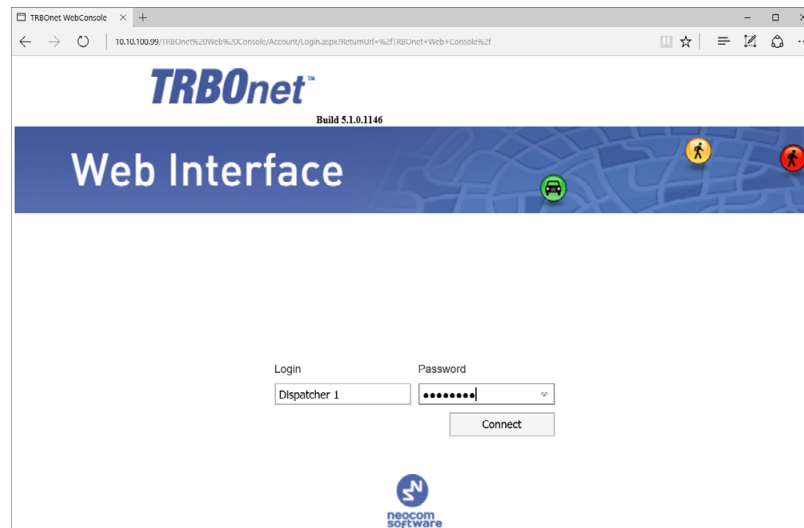 TRBOnet WebConsole
10.10.100.99/TRBOnet%20Web%20Console/Account/Login.aspx?ReturnUrl=%2fTRBOnet+Web+Console%2f
TRBOnet™
Build 5.1.0.1146
Web Interface
Login Password
Dispatcher 1 ••••••••
Connect
neocom
software